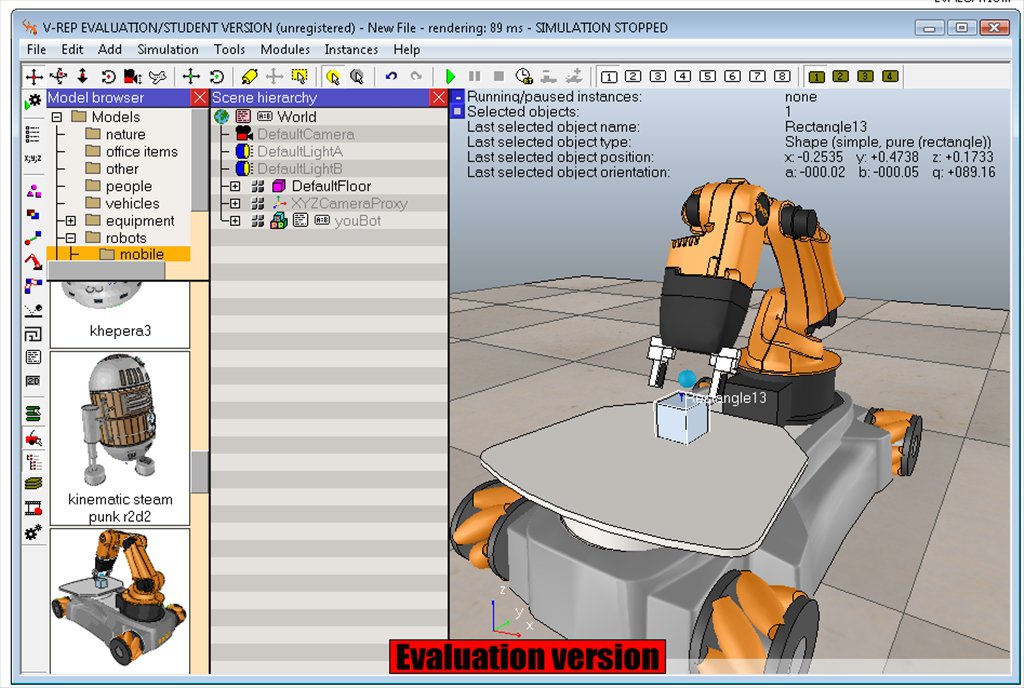 V-REP EVALUATION/STUDENT VERSION (unregistered) - New File - rendering: 89 ms - SIMULATION STOPPED
File Edit Add Simulation Tools Modules Instances Help
1 2 3 4 5 6 7 8 1 2 3 4
Model browser
Models
nature
office items
other
people
vehicles
equipment
robots
mobile
khepera3
kinematic steam
punk r2d2
Scene hierarchy
World
DefaultCamera
DefaultLightA
DefaultLightB
DefaultFloor
XYZCameraProxy
youBot
Running/paused instances: none
Selected objects: 1
Last selected object name: Rectangle13
Last selected object type: Shape (simple, pure (rectangle))
Last selected object position: x: -0.2535 y: +0.4738 z: +0.1733
Last selected object orientation: a: -000.02 b: -000.05 q: +089.16
Rectangle13
z
y
x
Evaluation version